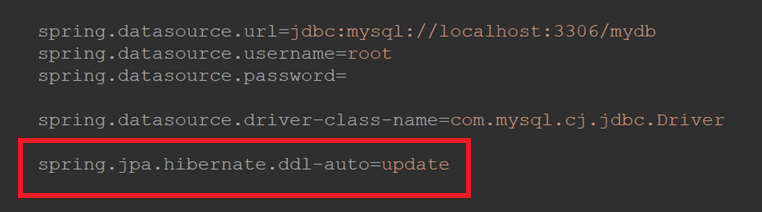 spring.datasource.url=jdbc:mysql://localhost:3306/mydb
spring.datasource.username=root
spring.datasource.password=
spring.datasource.driver-class-name=com.mysql.cj.jdbc.Driver
spring.jpa.hibernate.ddl-auto=update